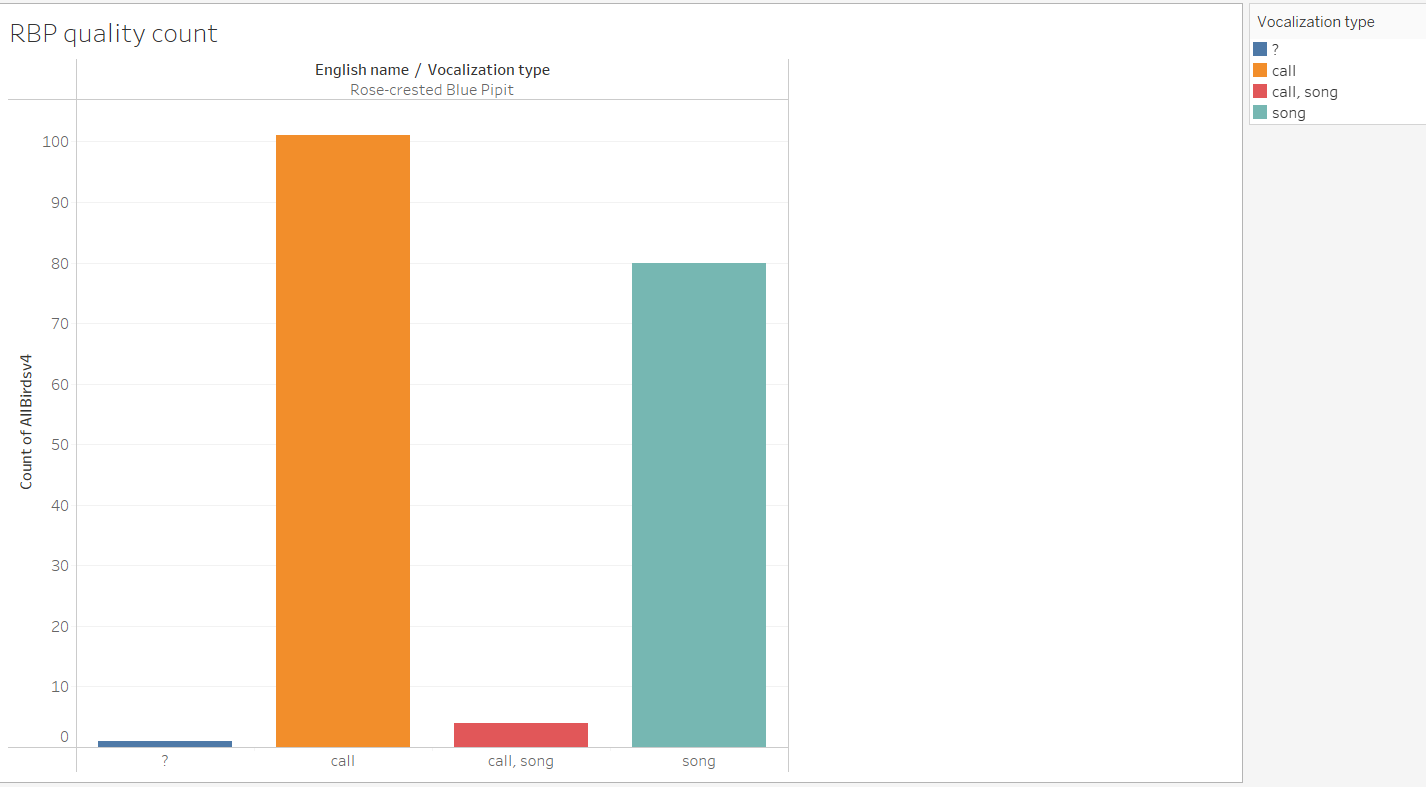 RBP quality count
English name / Vocalization type
Rose-crested Blue Pipit
100
90
80
70
60
50
40
30
20
10
0
Count of AllBirdsv4
? call call, song song
Vocalization type
?
call
call, song
song